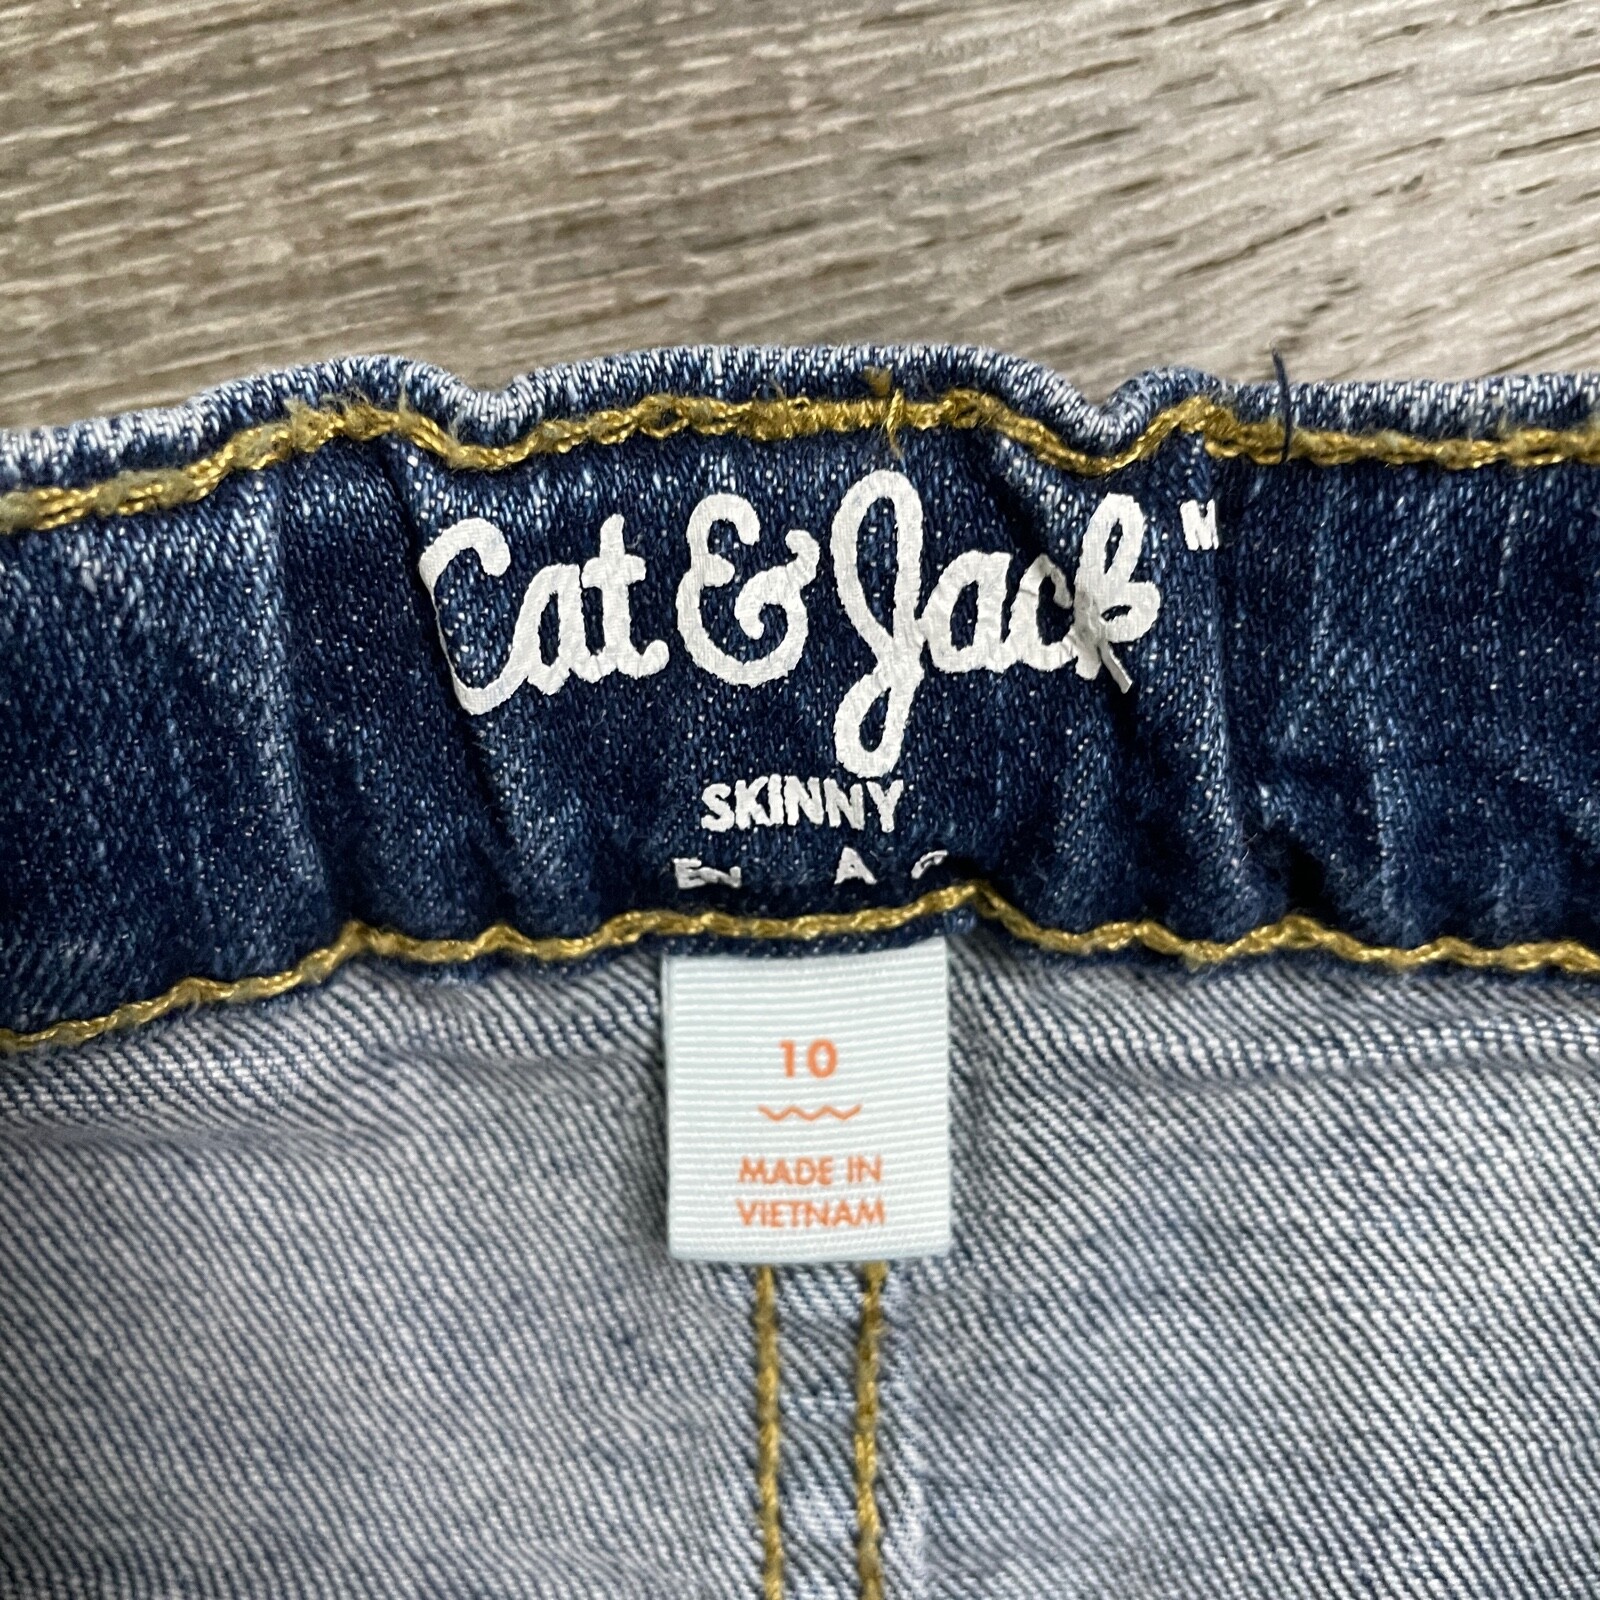 Cat & Jack
SKINNY
10
MADE IN
VIETNAM